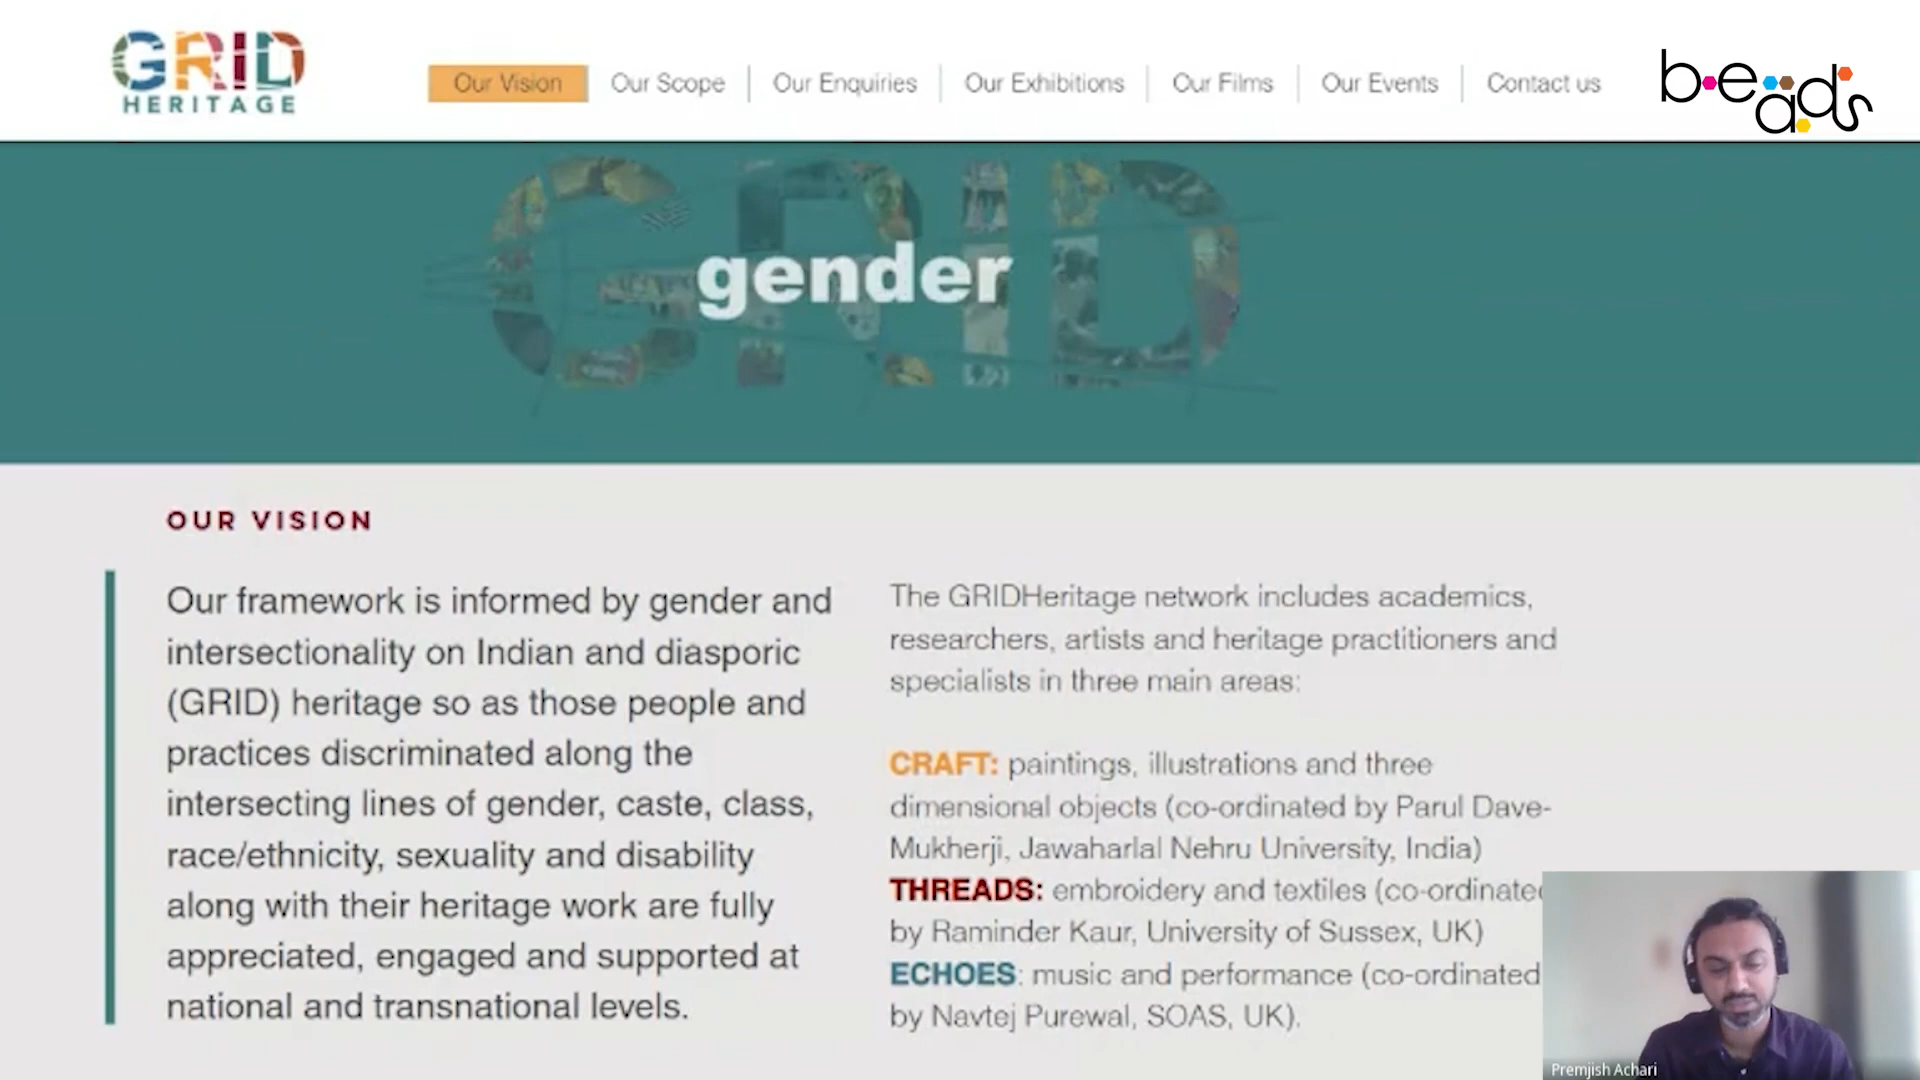 GRID
HERITAGE
Our Vision
Our Scope
Our Enquiries
Our Exhibitions
Our Films
Our Events
Contact us
beads
GRID
gender
OUR VISION
Our framework is informed by gender and
intersectionality on Indian and diasporic
(GRID) heritage so as those people and
practices discriminated along the
intersecting lines of gender, caste, class,
race/ethnicity, sexuality and disability
along with their heritage work are fully
appreciated, engaged and supported at
national and transnational levels.
The GRIDHeritage network includes academics,
researchers, artists and heritage practitioners and
specialists in three main areas:
CRAFT: paintings, illustrations and three
dimensional objects (co-ordinated by Parul Dave-
Mukherji, Jawaharlal Nehru University, India)
THREADS: embroidery and textiles (co-ordinated
by Raminder Kaur, University of Sussex, UK)
ECHOES: music and performance (co-ordinated
by Navtej Purewal, SOAS, UK).
Premjish Achari